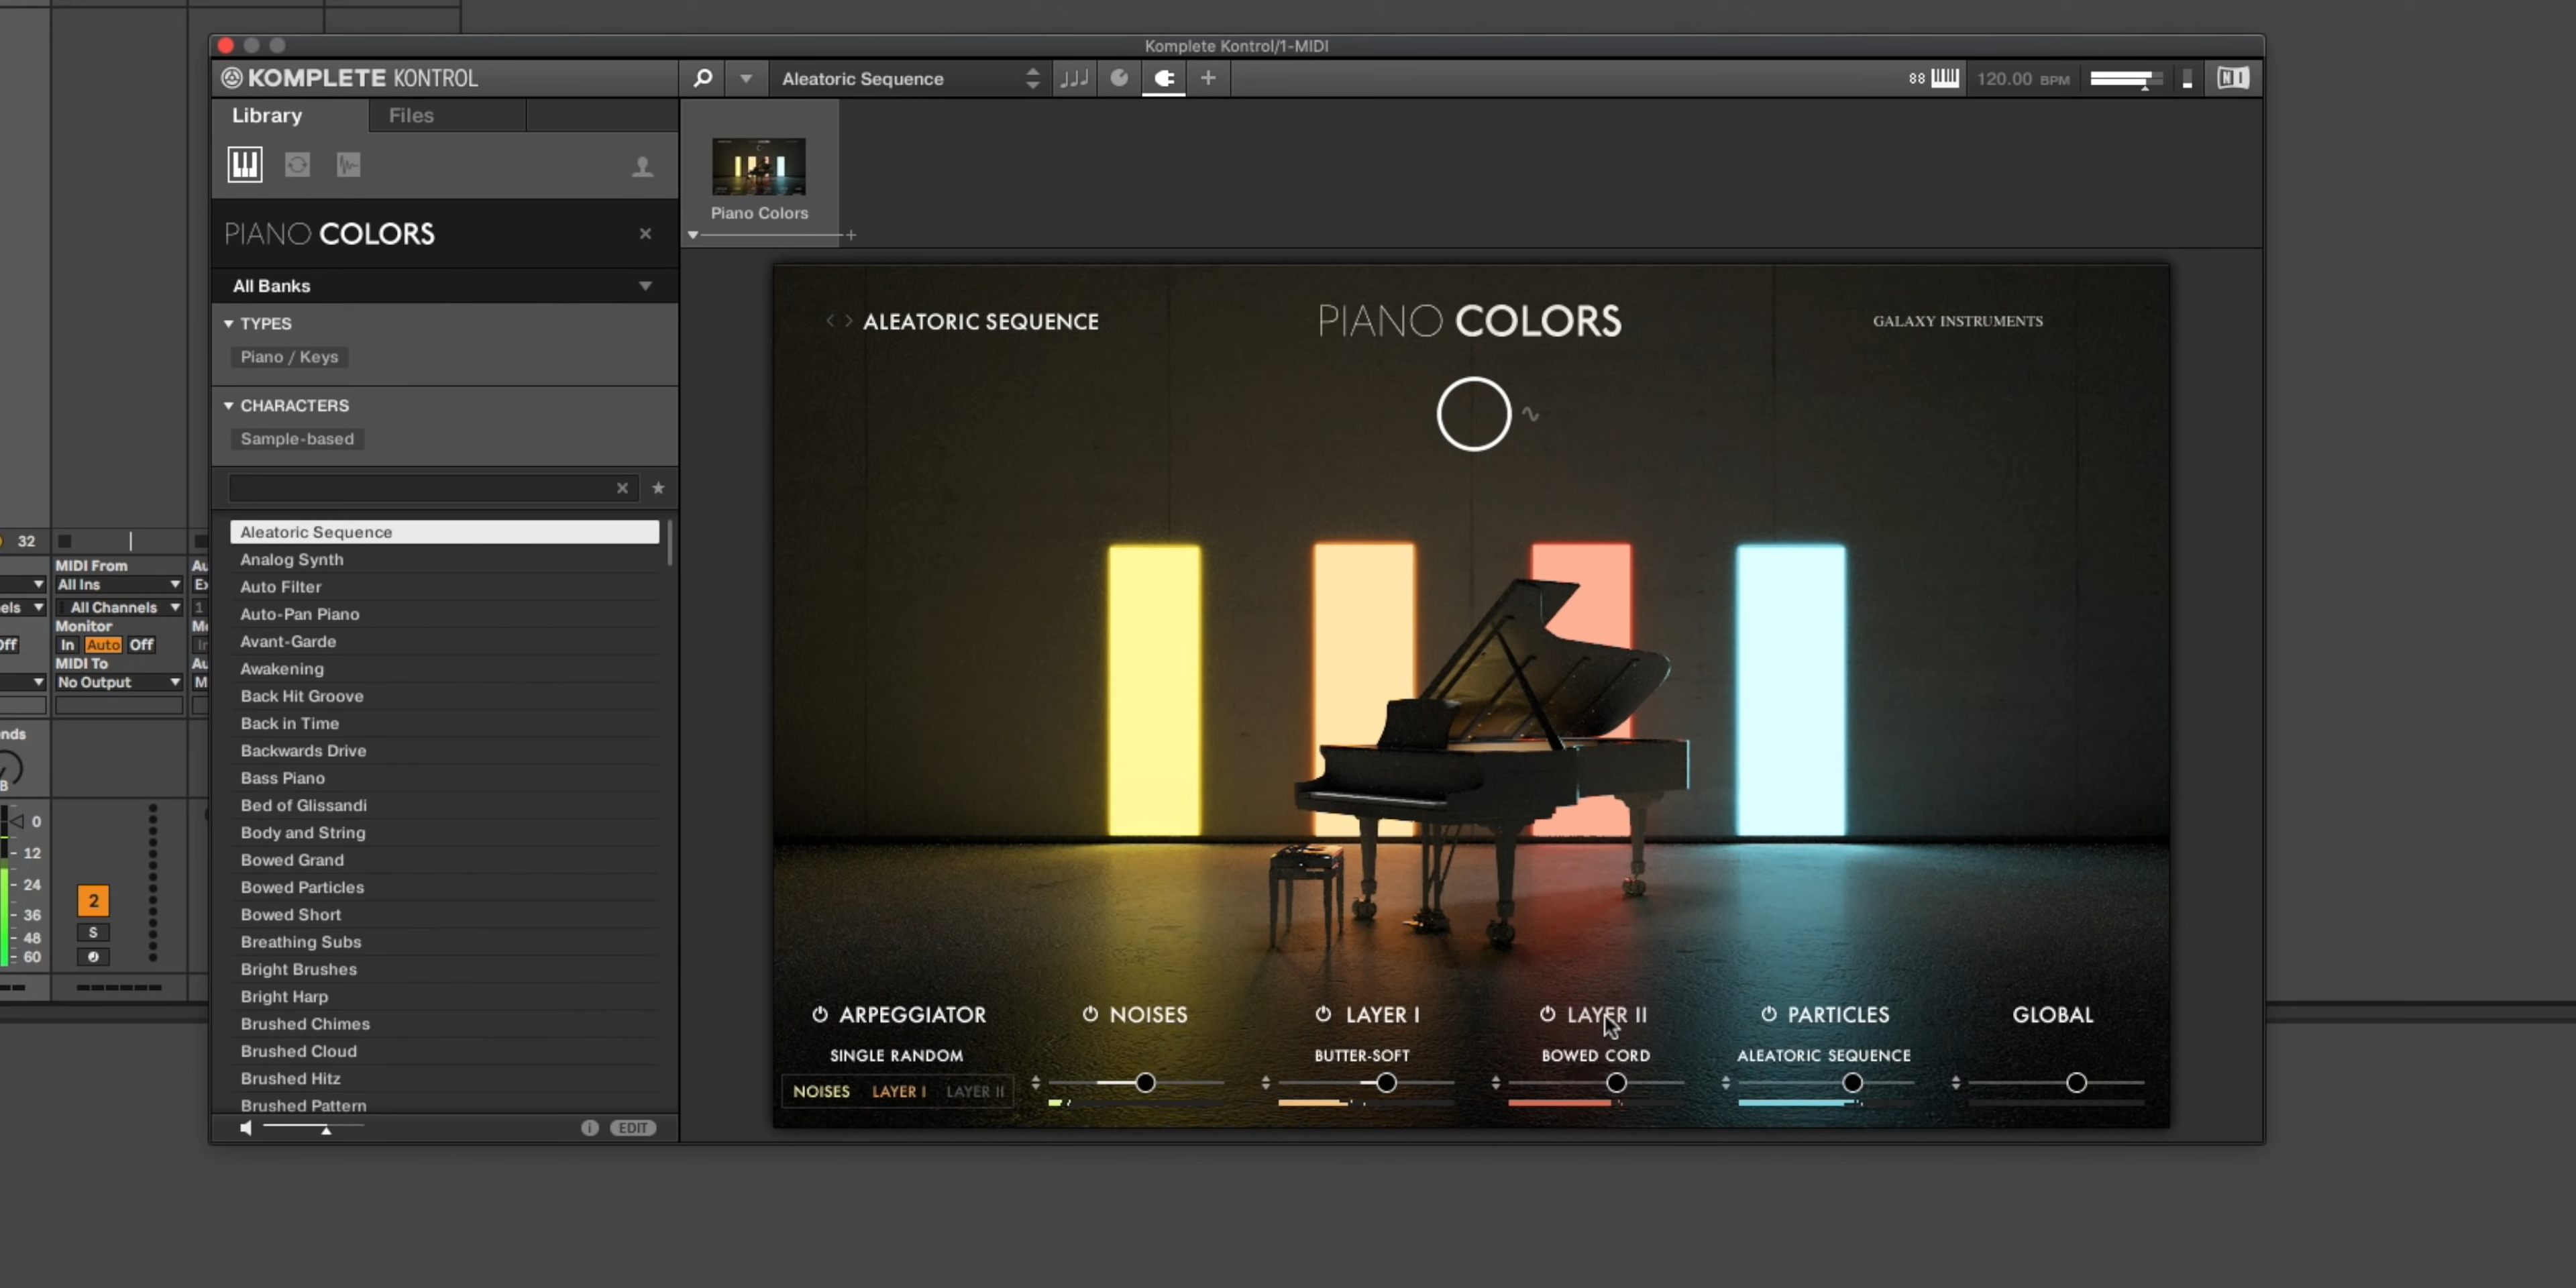 Komplete Kontrol/1-MIDI
KOMPLETE KONTROL
Aleatoric Sequence
88
120.00 BPM
NI
Library
Files
PIANO COLORS
Piano Colors
All Banks
TYPES
Piano / Keys
CHARACTERS
Sample-based
Aleatoric Sequence
Analog Synth
Auto Filter
Auto-Pan Piano
Avant-Garde
Awakening
Back Hit Groove
Back in Time
Backwards Drive
Bass Piano
Bed of Glissandi
Body and String
Bowed Grand
Bowed Particles
Bowed Short
Breathing Subs
Bright Brushes
Bright Harp
Brushed Chimes
Brushed Cloud
Brushed Hitz
Brushed Pattern
EDIT
ALEATORIC SEQUENCE
PIANO COLORS
GALAXY INSTRUMENTS
ARPEGGIATOR
NOISES
LAYER I
LAYER II
PARTICLES
GLOBAL
SINGLE RANDOM
BUTTER-SOFT
BOWED CORD
ALEATORIC SEQUENCE
NOISES
LAYER I
LAYER II
32
MIDI From
All Ins
All Channels
Monitor
In
Auto
Off
MIDI To
No Output
0
12
24
36
48
60
2
S